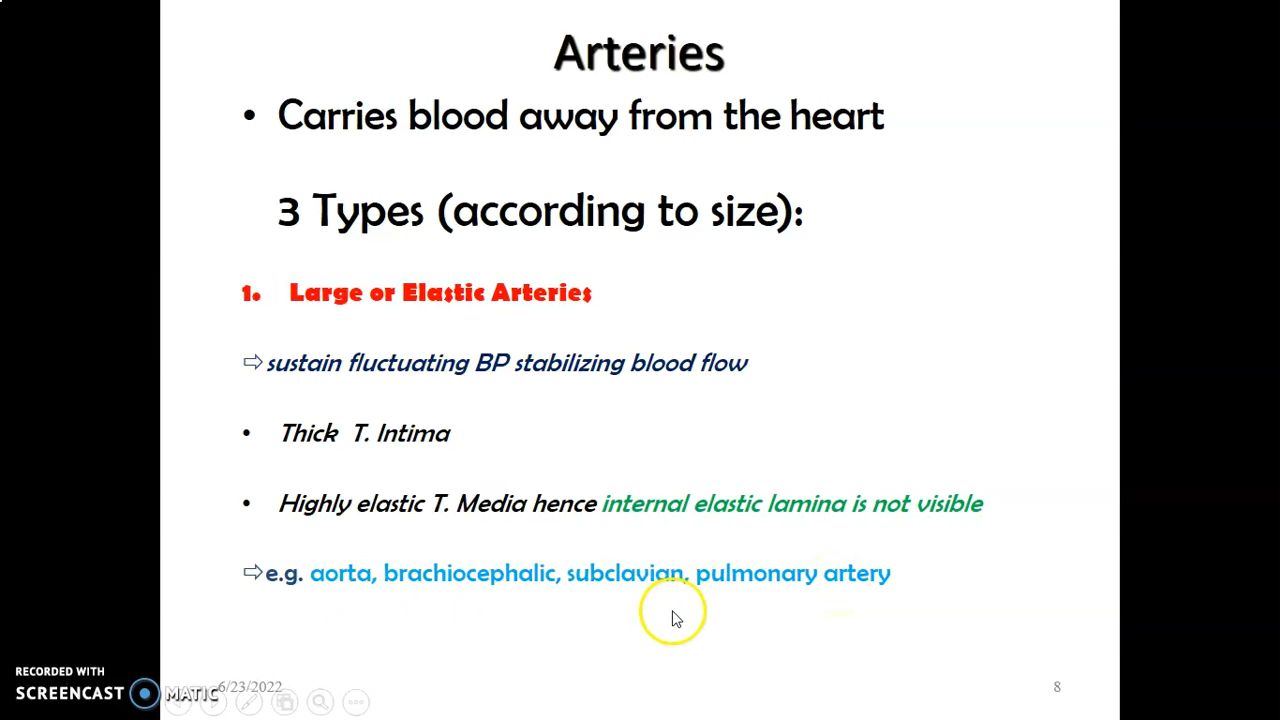 Arteries
• Carries blood away from the heart
3 Types (according to size):
1. Large or Elastic Arteries
⇨sustain fluctuating BP stabilizing blood flow
• Thick T. Intima
• Highly elastic T. Media hence internal elastic lamina is not visible
⇨e.g. aorta, brachiocephalic, subclavian, pulmonary artery
RECORDED WITH
SCREENCAST MATIC
6/23/2022
8